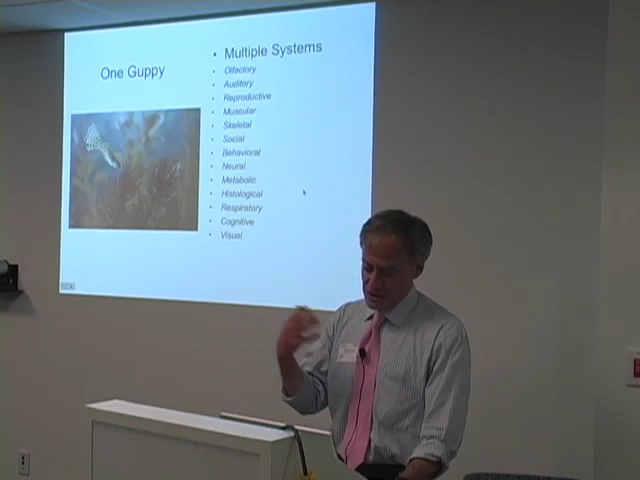 One Guppy
• Multiple Systems
• Olfactory
• Auditory
• Reproductive
• Muscular
• Skeletal
• Social
• Behavioral
• Neural
• Metabolic
• Histological
• Respiratory
• Cognitive
• Visual